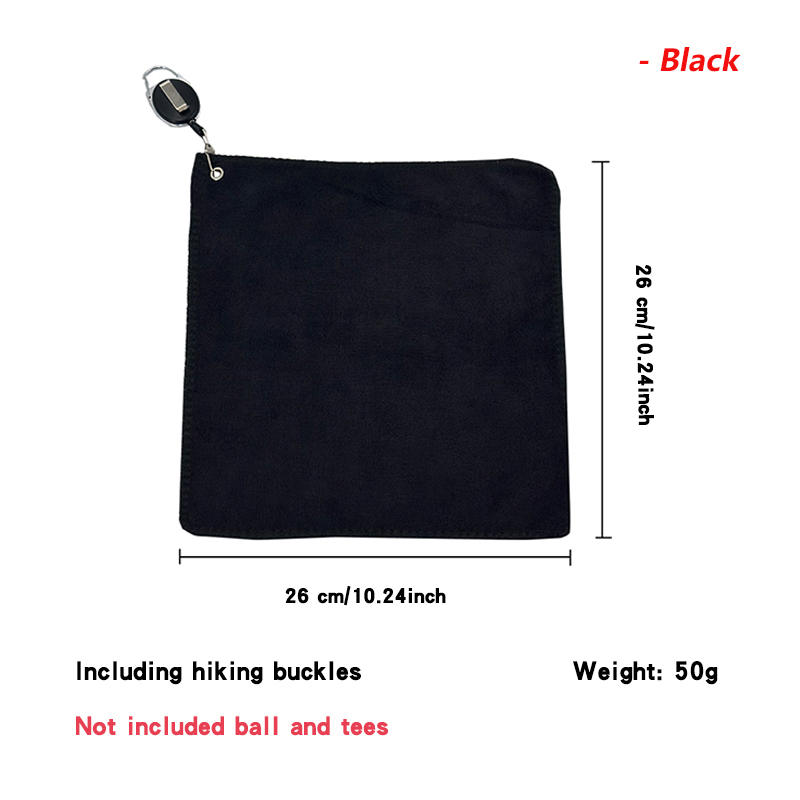 - Black
26 cm/10.24inch
26 cm/10.24inch
Including hiking buckles
Weight: 50g
Not included ball and tees